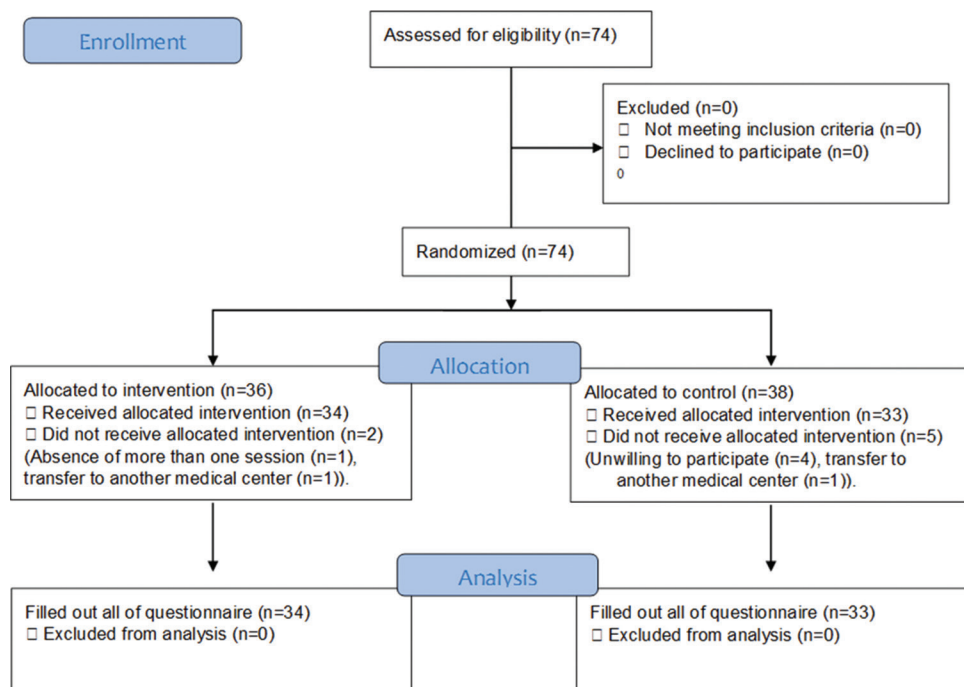 Enrollment
Assessed for eligibility (n=74)
Excluded (n=0)
□ Not meeting inclusion criteria (n=0)
□ Declined to participate (n=0)
0
Randomized (n=74)
Allocation
Allocated to intervention (n=36)
□ Received allocated intervention (n=34)
□ Did not receive allocated intervention (n=2)
(Absence of more than one session (n=1),
transfer to another medical center (n=1)).
Allocated to control (n=38)
□ Received allocated intervention (n=33)
□ Did not receive allocated intervention (n=5)
(Unwilling to participate (n=4), transfer to
another medical center (n=1)).
Analysis
Filled out all of questionnaire (n=34)
□ Excluded from analysis (n=0)
Filled out all of questionnaire (n=33)
□ Excluded from analysis (n=0)